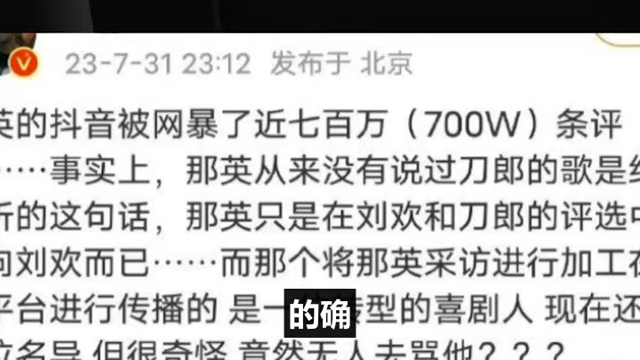 23-7-31 23:12 发布于 北京
英的抖音被网暴了近七百万（700W）条评
……事实上，那英从来没有说过刀郎的歌是
的这句话，那英只是在刘欢和刀郎的评选中
向刘欢而已……而那个将那英采访进行加工在
平台进行传播的 是一 型的喜剧人 现在还
的确
名导 但很奇怪 竟然无人去骂他？？？